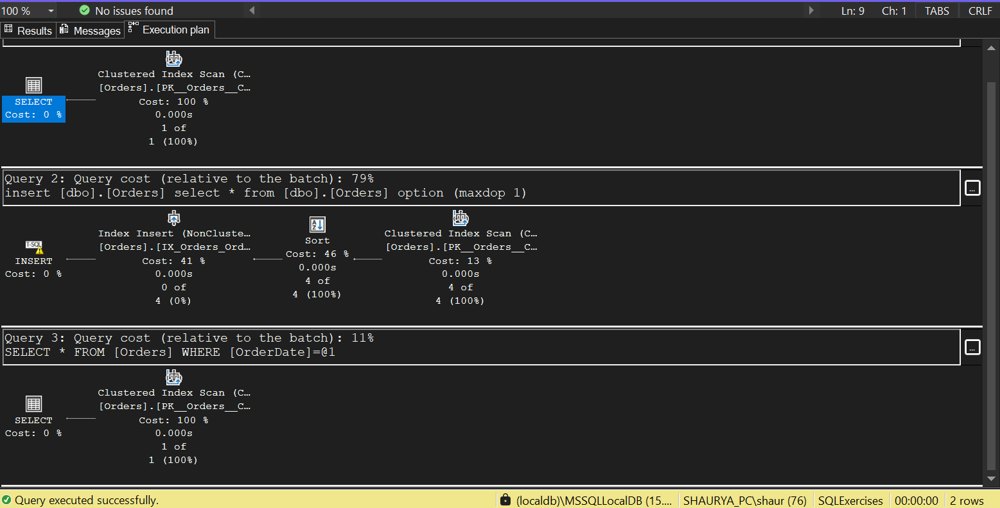 100 %
No issues found
Ln: 9
Ch: 1
TABS
CRLF
Results
Messages
Execution plan
Clustered Index Scan (C…
[Orders].[PK__Orders__C…
Cost: 100 %
0.000s
1 of
1 (100%)
SELECT
Cost: 0 %
Query 2: Query cost (relative to the batch): 79%
insert [dbo].[Orders] select * from [dbo].[Orders] option (maxdop 1)
...
T-SQL
INSERT
Cost: 0 %
Index Insert (NonCluste…
[Orders].[IX_Orders_Ord…
Cost: 41 %
0.000s
0 of
4 (0%)
A
Z
Sort
Cost: 46 %
0.000s
4 of
4 (100%)
Clustered Index Scan (C…
[Orders].[PK__Orders__C…
Cost: 13 %
0.000s
4 of
4 (100%)
Query 3: Query cost (relative to the batch): 11%
SELECT * FROM [Orders] WHERE [OrderDate]=@1
...
SELECT
Cost: 0 %
Clustered Index Scan (C…
[Orders].[PK__Orders__C…
Cost: 100 %
0.000s
1 of
1 (100%)
Query executed successfully.
(localdb)\MSSQLLocalDB (15....
SHAURYA_PC\shaur (76)
SQLExercises
00:00:00
2 rows